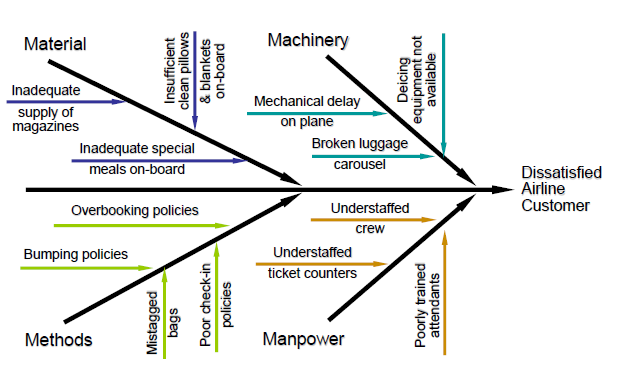 Material
Inadequate
supply of
magazines
Insufficient
clean pillows
& blankets
on-board
Inadequate special
meals on-board
Machinery
Mechanical delay
on plane
Broken luggage
carousel
Deicing
equipment not
available
Dissatisfied
Airline
Customer
Overbooking policies
Bumping policies
Methods
Mistagged
bags
Poor check-in
policies
Understaffed
crew
Understaffed
ticket counters
Manpower
Poorly trained
attendants